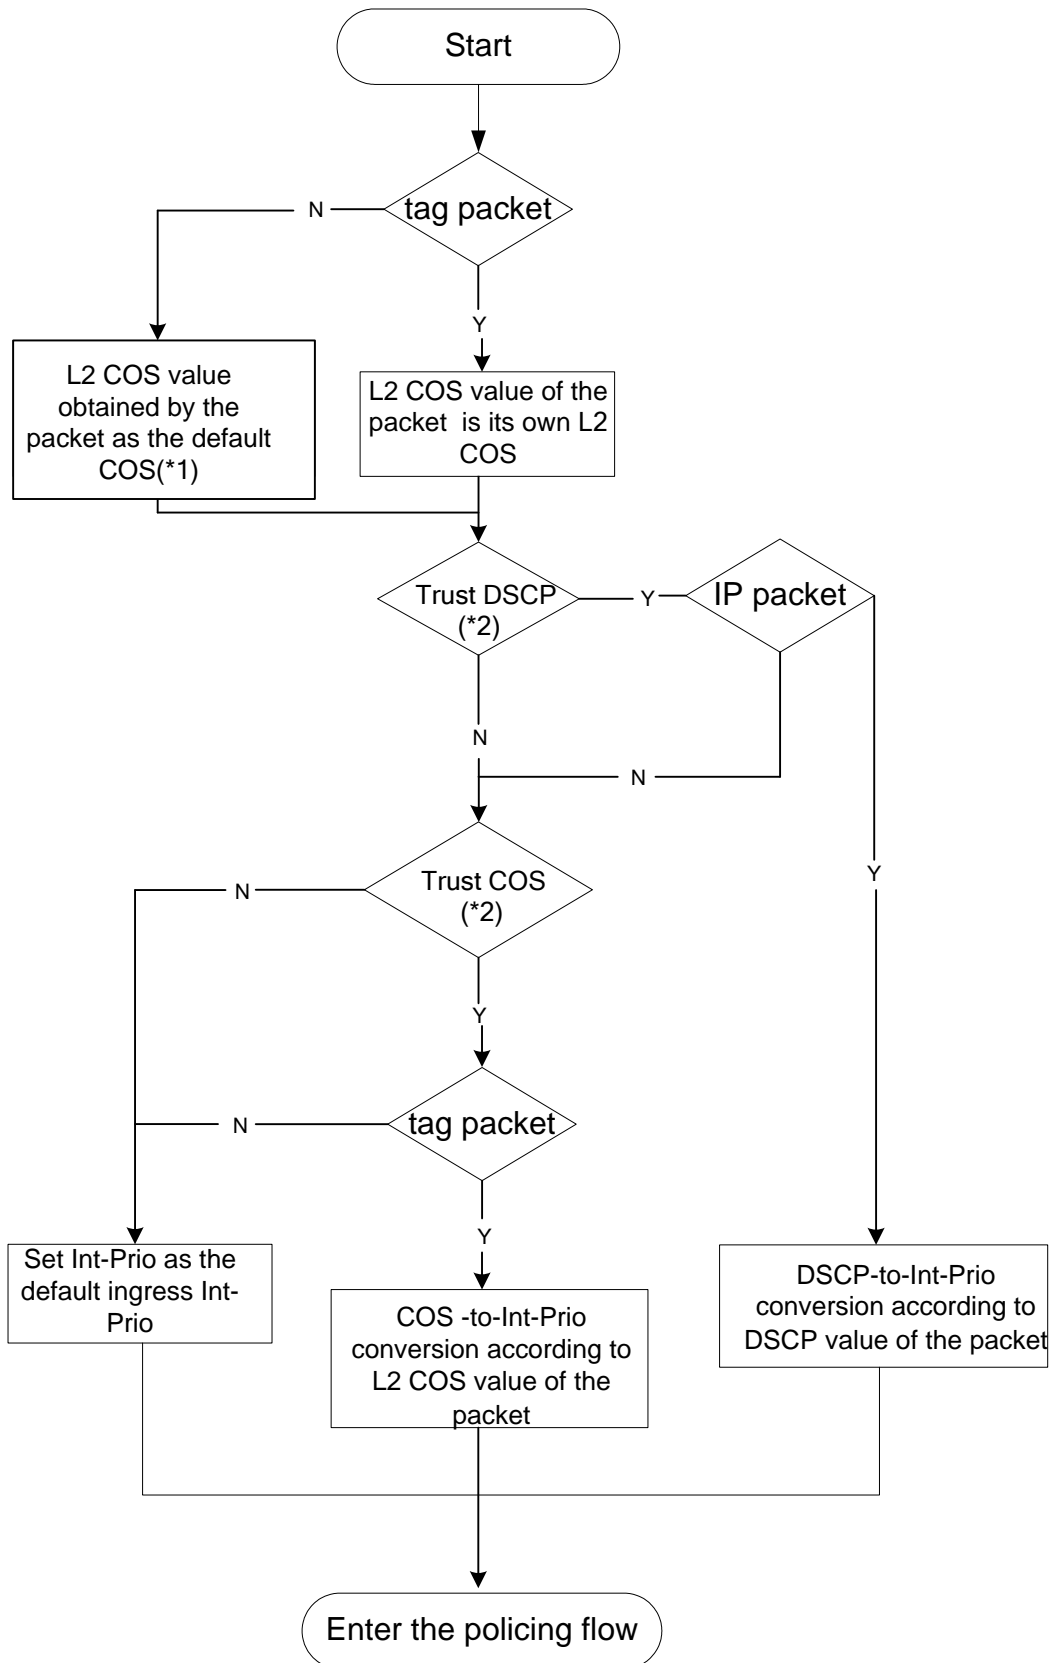 Start
tag packet
N
Y
L2 COS value
obtained by the
packet as the default
COS(*1)
L2 COS value of the
packet is its own L2
COS
Trust DSCP
(*2)
Y
IP packet
N
N
Y
Trust COS
(*2)
N
Y
tag packet
N
Y
Set Int-Prio as the
default ingress Int-
Prio
COS -to-Int-Prio
conversion according to
L2 COS value of the
packet
DSCP-to-Int-Prio
conversion according to
DSCP value of the packet
Enter the policing flow